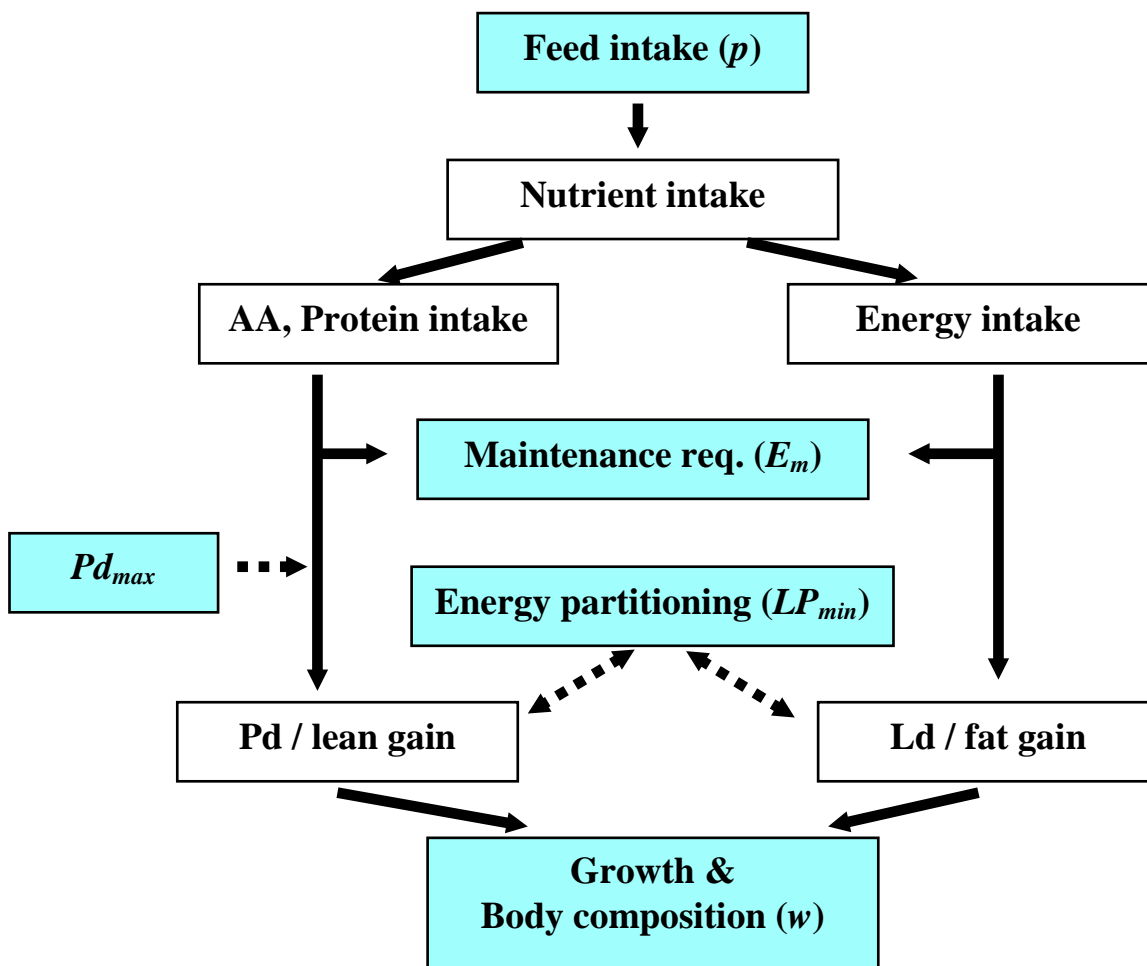 Feed intake (p)
Nutrient intake
AA, Protein intake
Energy intake
Maintenance req. (Em)
Pdmax
Energy partitioning (LPmin)
Pd / lean gain
Ld / fat gain
Growth &
Body composition (w)